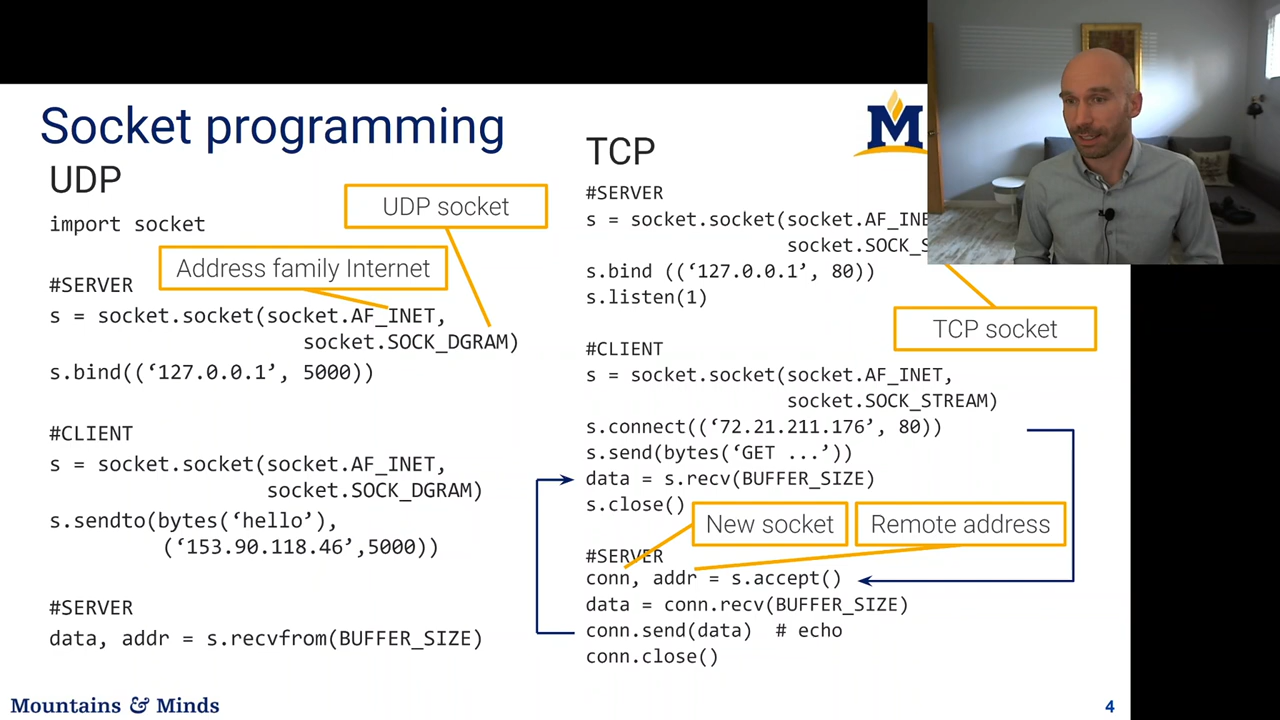 Socket programming
UDP
UDP socket
import socket
Address family Internet
#SERVER
s = socket.socket(socket.AF_INET,
socket.SOCK_DGRAM)
s.bind((‘127.0.0.1’, 5000))
#CLIENT
s = socket.socket(socket.AF_INET,
socket.SOCK_DGRAM)
s.sendto(bytes(‘hello’),
(‘153.90.118.46’,5000))
#SERVER
data, addr = s.recvfrom(BUFFER_SIZE)
M
TCP
#SERVER
s = socket.socket(socket.AF_INE
socket.SOCK_S
s.bind ((‘127.0.0.1’, 80))
s.listen(1)
TCP socket
#CLIENT
s = socket.socket(socket.AF_INET,
socket.SOCK_STREAM)
s.connect((‘72.21.211.176’, 80))
s.send(bytes(‘GET ...’))
data = s.recv(BUFFER_SIZE)
s.close()
New socket
Remote address
#SERVER
conn, addr = s.accept()
data = conn.recv(BUFFER_SIZE)
conn.send(data)  # echo
conn.close()
Mountains & Minds
4